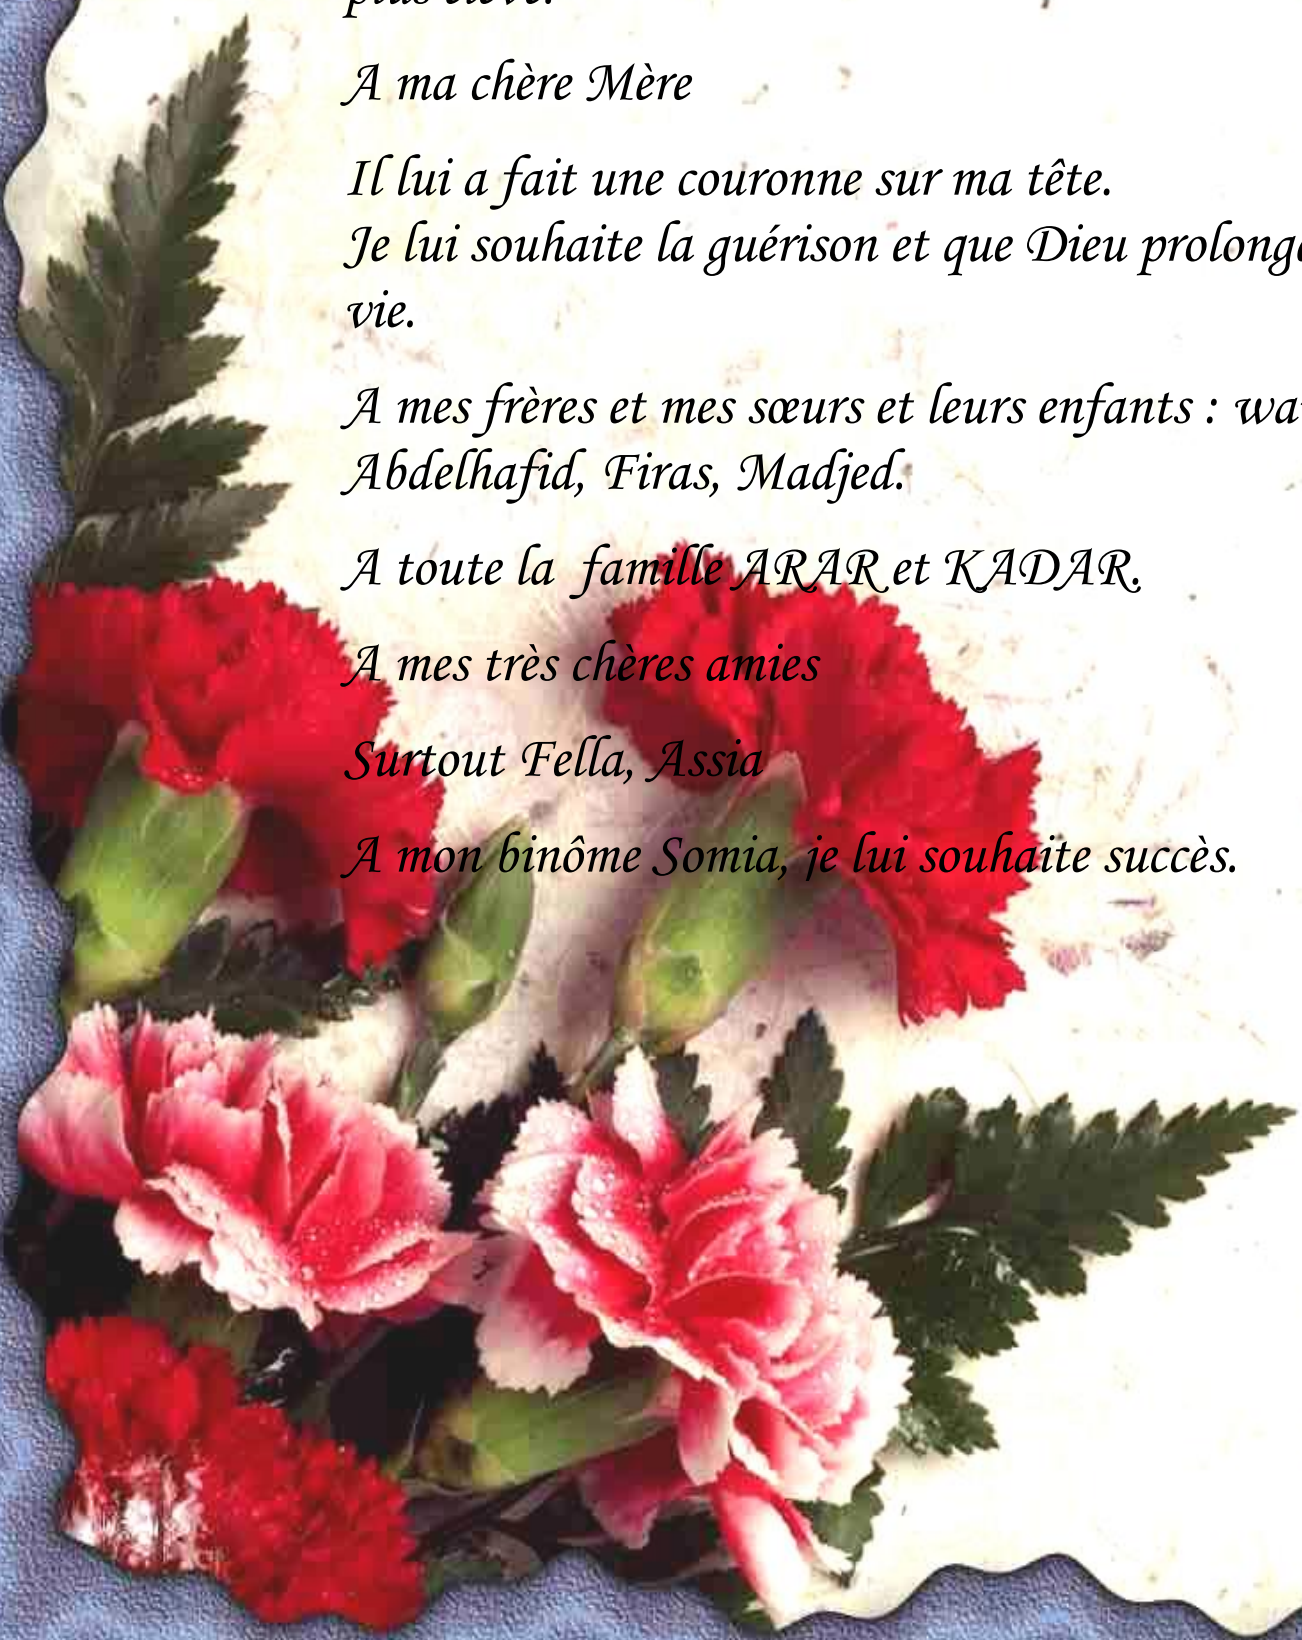 plus élevé.
A ma chère Mère
Il lui a fait une couronne sur ma tête.
Je lui souhaite la guérison et que Dieu prolonge
vie.
A mes frères et mes sœurs et leurs enfants :
Abdelhafid, Firas, Madjed.
A toute la famille ARAR et KADAR.
A mes très chères amies
Surtout Fella, Assia
A mon binôme Somia, je lui souhaite succès.